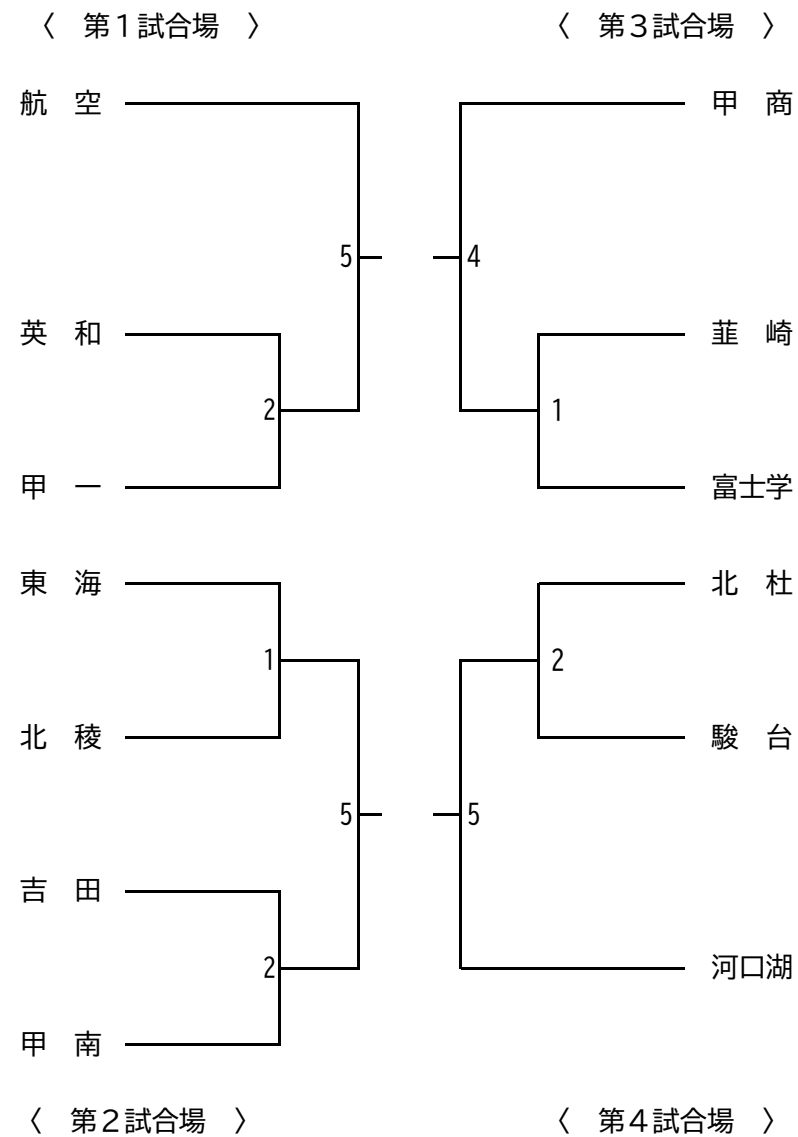 〈　第１試合場　〉
航　空
5
英　和
2
甲　一
東　海
1
北　稜
5
吉　田
2
甲　南
〈　第２試合場　〉
〈　第３試合場　〉
甲　商
4
韮　崎
1
富士学
北　杜
2
駿　台
5
河口湖
〈　第４試合場　〉